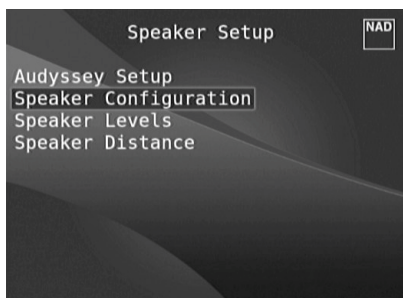 Speaker Setup
NAD
Audyssey Setup
Speaker Configuration
Speaker Levels
Speaker Distance